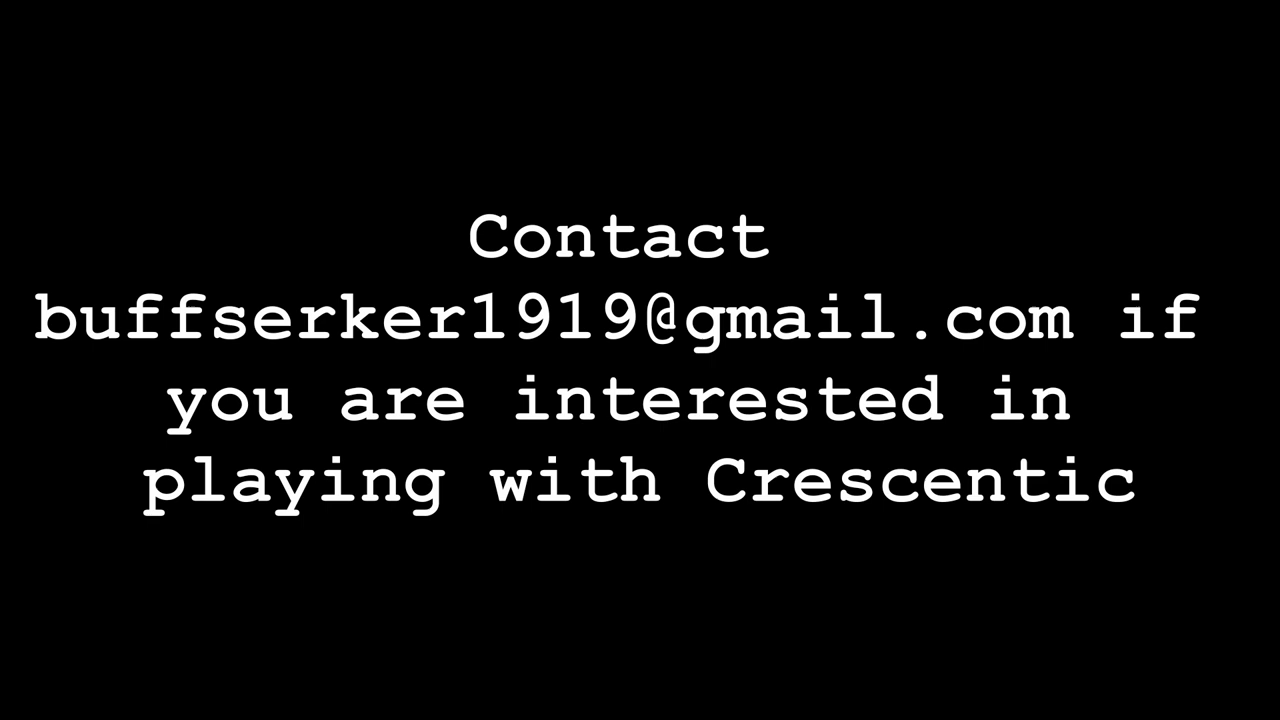 Contact
buffserker1919@gmail.com if
you are interested in
playing with Crescentic